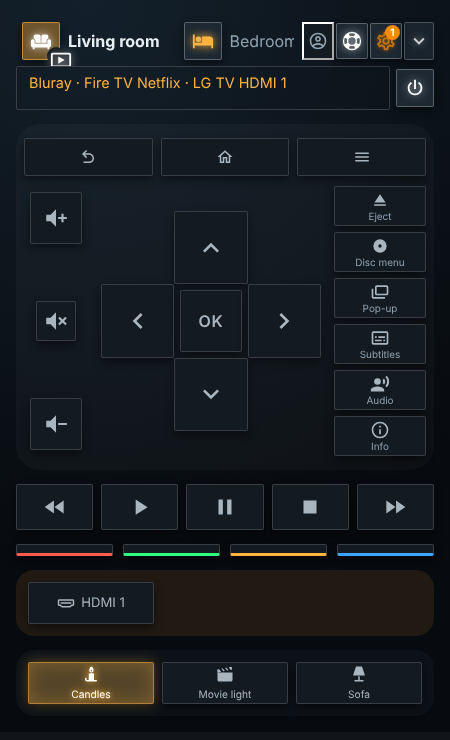 Living room
Bedroom
1
Bluray · Fire TV Netflix · LG TV HDMI 1
Eject
Disc menu
Pop-up
OK
Subtitles
Audio
Info
HDMI 1
Candles
Movie light
Sofa